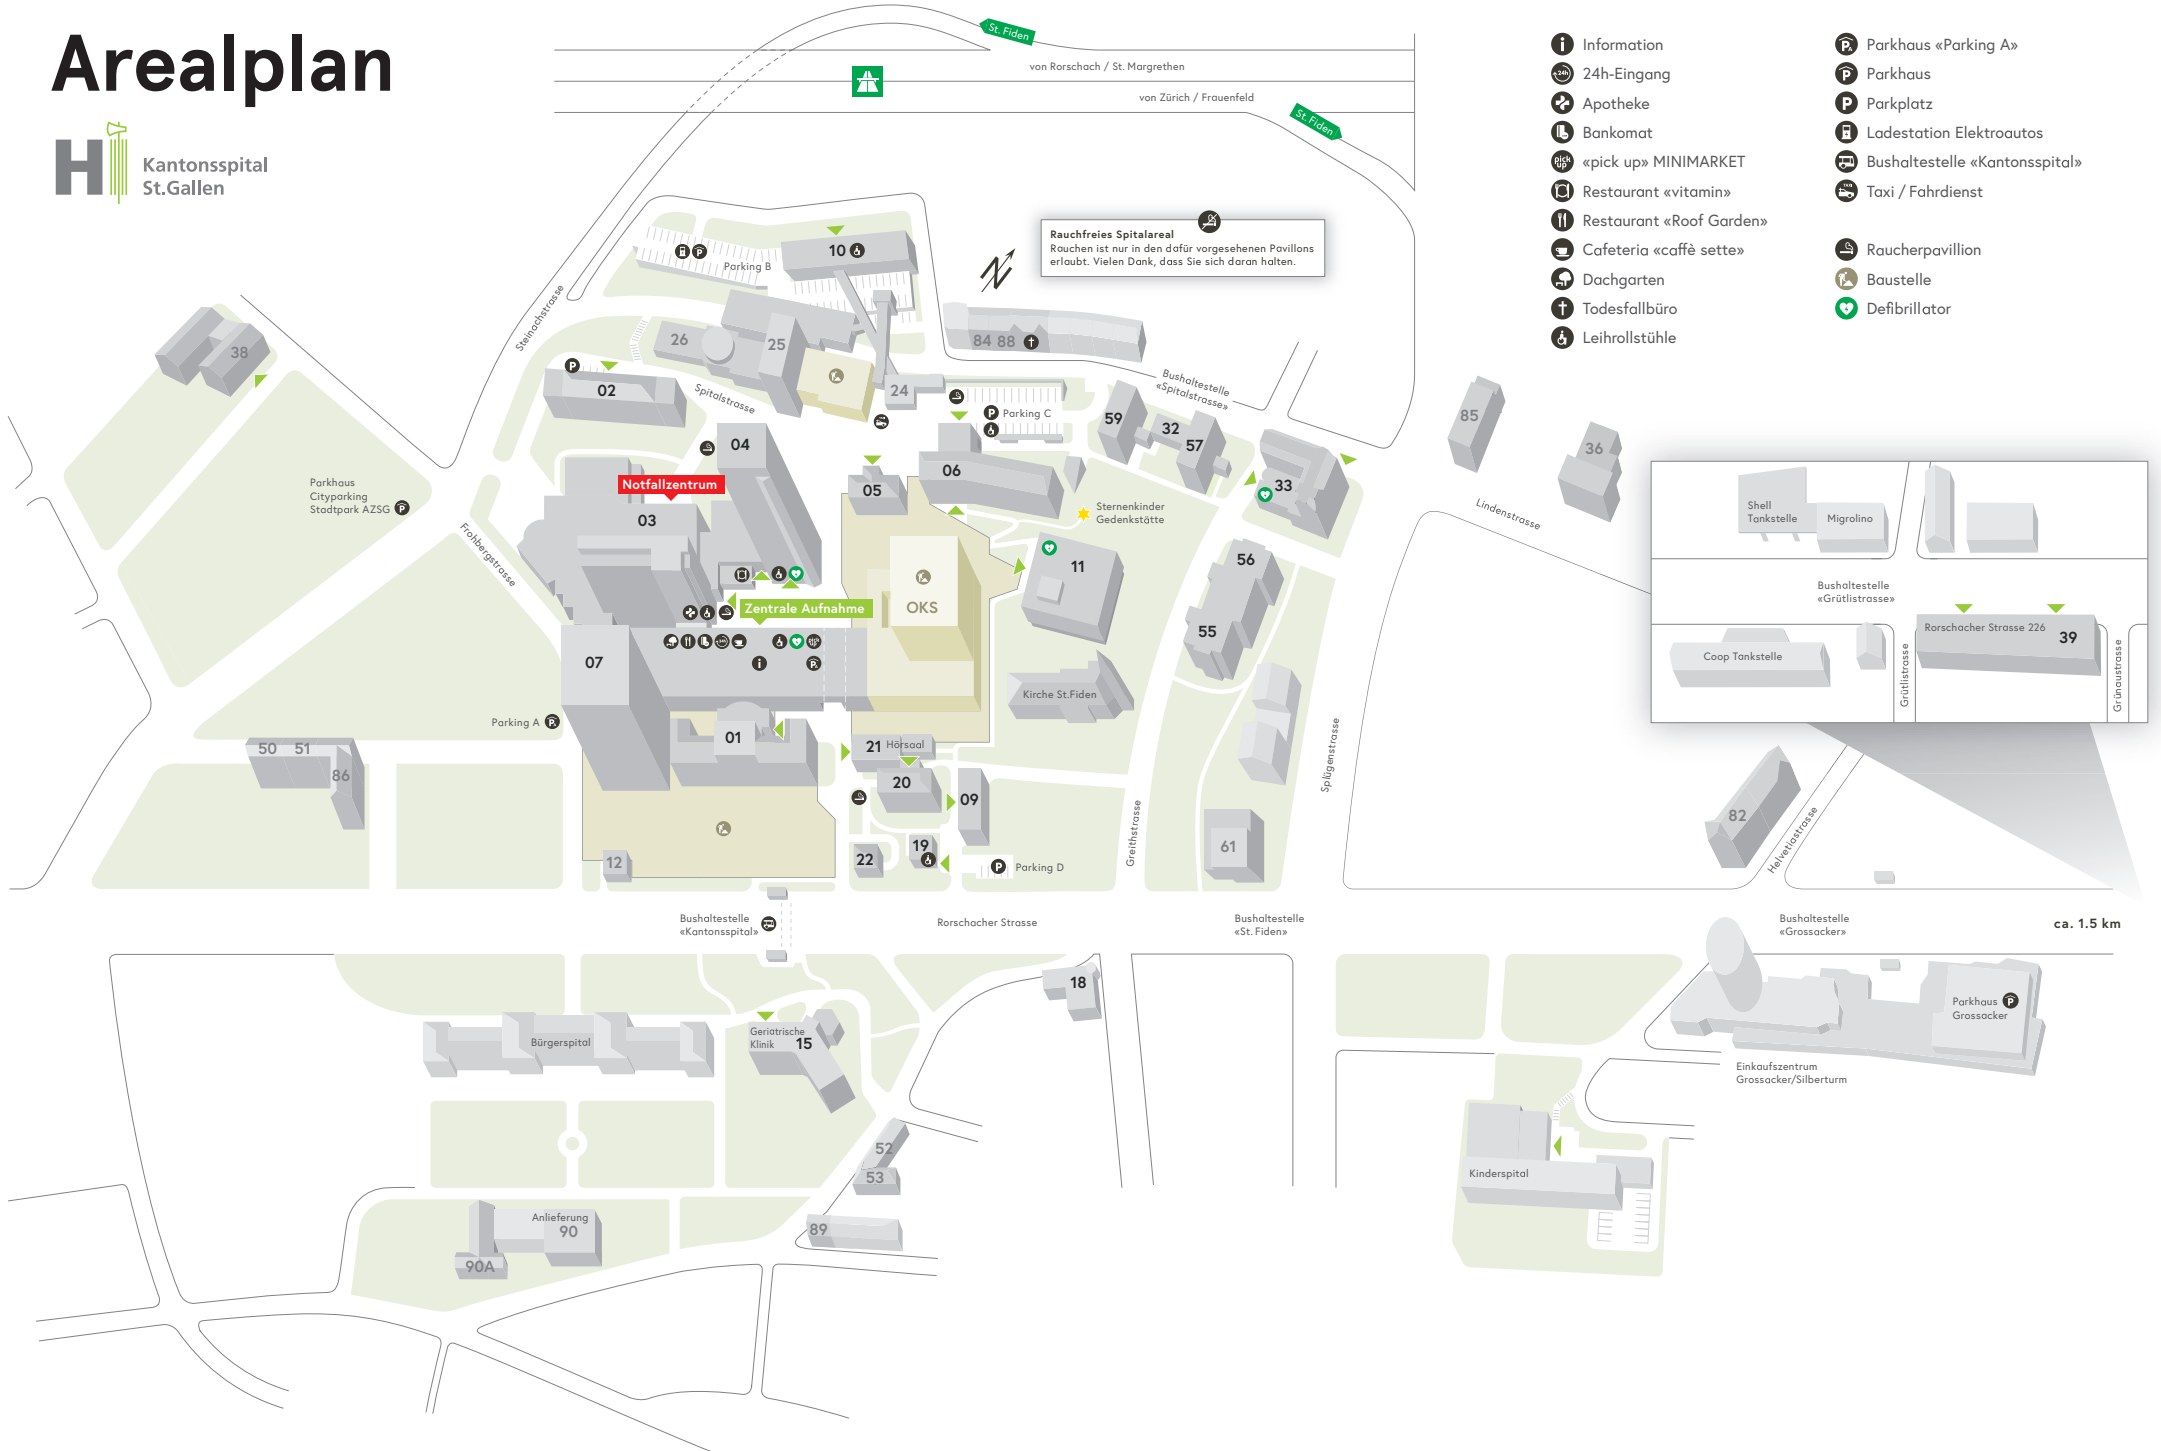 Arealplan
Kantonsspital
St.Gallen
St. Fiden
von Rorschach / St. Margrethen
von Zürich / Frauenfeld
St. Fiden
Information
24h-Eingang
Apotheke
Bankomat
«pick up» MINIMARKET
Restaurant «vitamin»
Restaurant «Roof Garden»
Cafeteria «caffè sette»
Dachgarten
Todesfallbüro
Leihrollstühle
Parkhaus «Parking A»
Parkhaus
Parkplatz
Ladestation Elektroautos
Bushaltestelle «Kantonsspital»
Taxi / Fahrdienst
Raucherpavillion
Baustelle
Defibrillator
Rauchfreies Spitalareal
Rauchen ist nur in den dafür vorgesehenen Pavillons
erlaubt. Vielen Dank, dass Sie sich daran halten.
N
Steinachstrasse
Parking B
10
38
26
25
84 88
02
Spitalstrasse
24
Bushaltestelle
«Spitalstrasse»
Parking C
59
32
57
85
36
04
Notfallzentrum
03
05
06
33
Sternenkinder
Gedenkstätte
Lindenstrasse
Parkhaus
Cityparking
Stadtpark AZSG
Frohbergstrasse
11
56
55
OKS
Zentrale Aufnahme
07
Kirche St.Fiden
Parking A
01
21 Hörsaal
20
09
50 51
86
12
22
19
Parking D
Greithstrasse
Splügenstrasse
61
82
Helvetiastrasse
Shell
Tankstelle
Migrolino
Bushaltestelle
«Grütlistrasse»
Rorschacher Strasse 226
39
Coop Tankstelle
Grütlistrasse
Grünaustrasse
Bushaltestelle
«Kantonsspital»
Rorschacher Strasse
Bushaltestelle
«St. Fiden»
Bushaltestelle
«Grossacker»
ca. 1.5 km
18
Bürgerspital
Geriatrische
Klinik 15
Parkhaus
Grossacker
Einkaufszentrum
Grossacker/Silberturm
52
53
89
Kinderspital
Anlieferung
90
90A